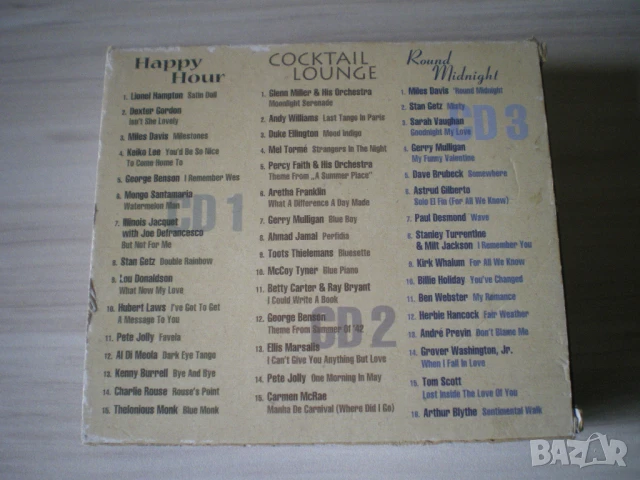 Happy
Hour
1. Lionel Hampton Satin Doll
2. Dexter Gordon
Isn't She Lovely
3. Miles Davis Milestones
4. Keiko Lee You'd Be So Nice
To Come Home To
5. George Benson I Remember Wes
6. Mongo Santamaria
Watermelon Man
7. Illinois Jacquet
with Joe Defrancesco
But Not For Me
8. Stan Getz Double Rainbow
9. Lou Donaldson
What Now My Love
10. Hubert Laws I've Got To Get
A Message To You
11. Pete Jolly Favela
12. Al Di Meola Dark Eye Tango
13. Kenny Burrell Bye And Bye
14. Charlie Rouse Rouse's Point
15. Thelonious Monk Blue Monk
CD 1
COCKTAIL
LOUNGE
1. Glenn Miller & His Orchestra
Moonlight Serenade
2. Andy Williams Last Tango In Paris
3. Duke Ellington Mood Indigo
4. Mel Tormé Strangers In The Night
5. Percy Faith & His Orchestra
Theme From „A Summer Place"
6. Aretha Franklin
What A Difference A Day Made
7. Gerry Mulligan Blue Boy
8. Ahmad Jamal Perfidia
9. Toots Thielemans Bluesette
10. McCoy Tyner Blue Piano
11. Betty Carter & Ray Bryant
I Could Write A Book
12. George Benson
Theme From Summer Of '42
13. Ellis Marsalis
I Can't Give You Anything But Love
14. Pete Jolly One Morning In May
15. Carmen McRae
Manha De Carnival (Where Did I Go)
CD 2
Round
Midnight
1. Miles Davis 'Round Midnight
2. Stan Getz Misty
3. Sarah Vaughan
Goodnight My Love
4. Gerry Mulligan
My Funny Valentine
5. Dave Brubeck Somewhere
6. Astrud Gilberto
Solo El Fin (For All We Know)
7. Paul Desmond Wave
8. Stanley Turrentine
& Milt Jackson I Remember You
9. Kirk Whalum For All We Know
10. Billie Holiday You've Changed
11. Ben Webster My Romance
12. Herbie Hancock Fair Weather
13. André Previn Don't Blame Me
14. Grover Washington, Jr.
When I Fall In Love
15. Tom Scott
Lost Inside The Love Of You
16. Arthur Blythe Sentimental Walk
CD 3
BAZAR
bg